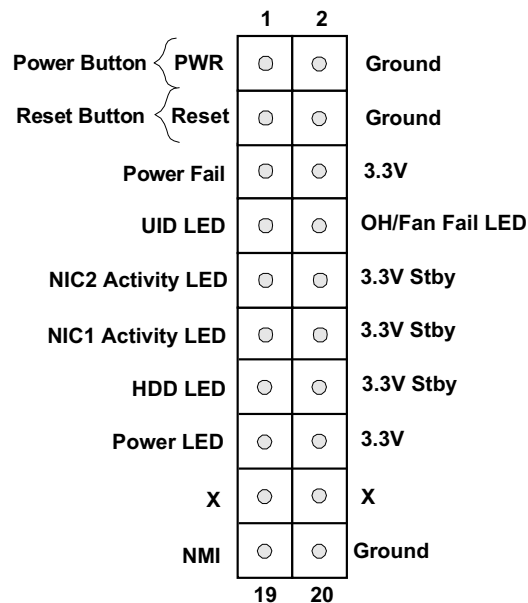 1 2
Power Button PWR Ground
Reset Button Reset Ground
Power Fail 3.3V
UID LED OH/Fan Fail LED
NIC2 Activity LED 3.3V Stby
NIC1 Activity LED 3.3V Stby
HDD LED 3.3V Stby
Power LED 3.3V
X X
NMI Ground
19 20